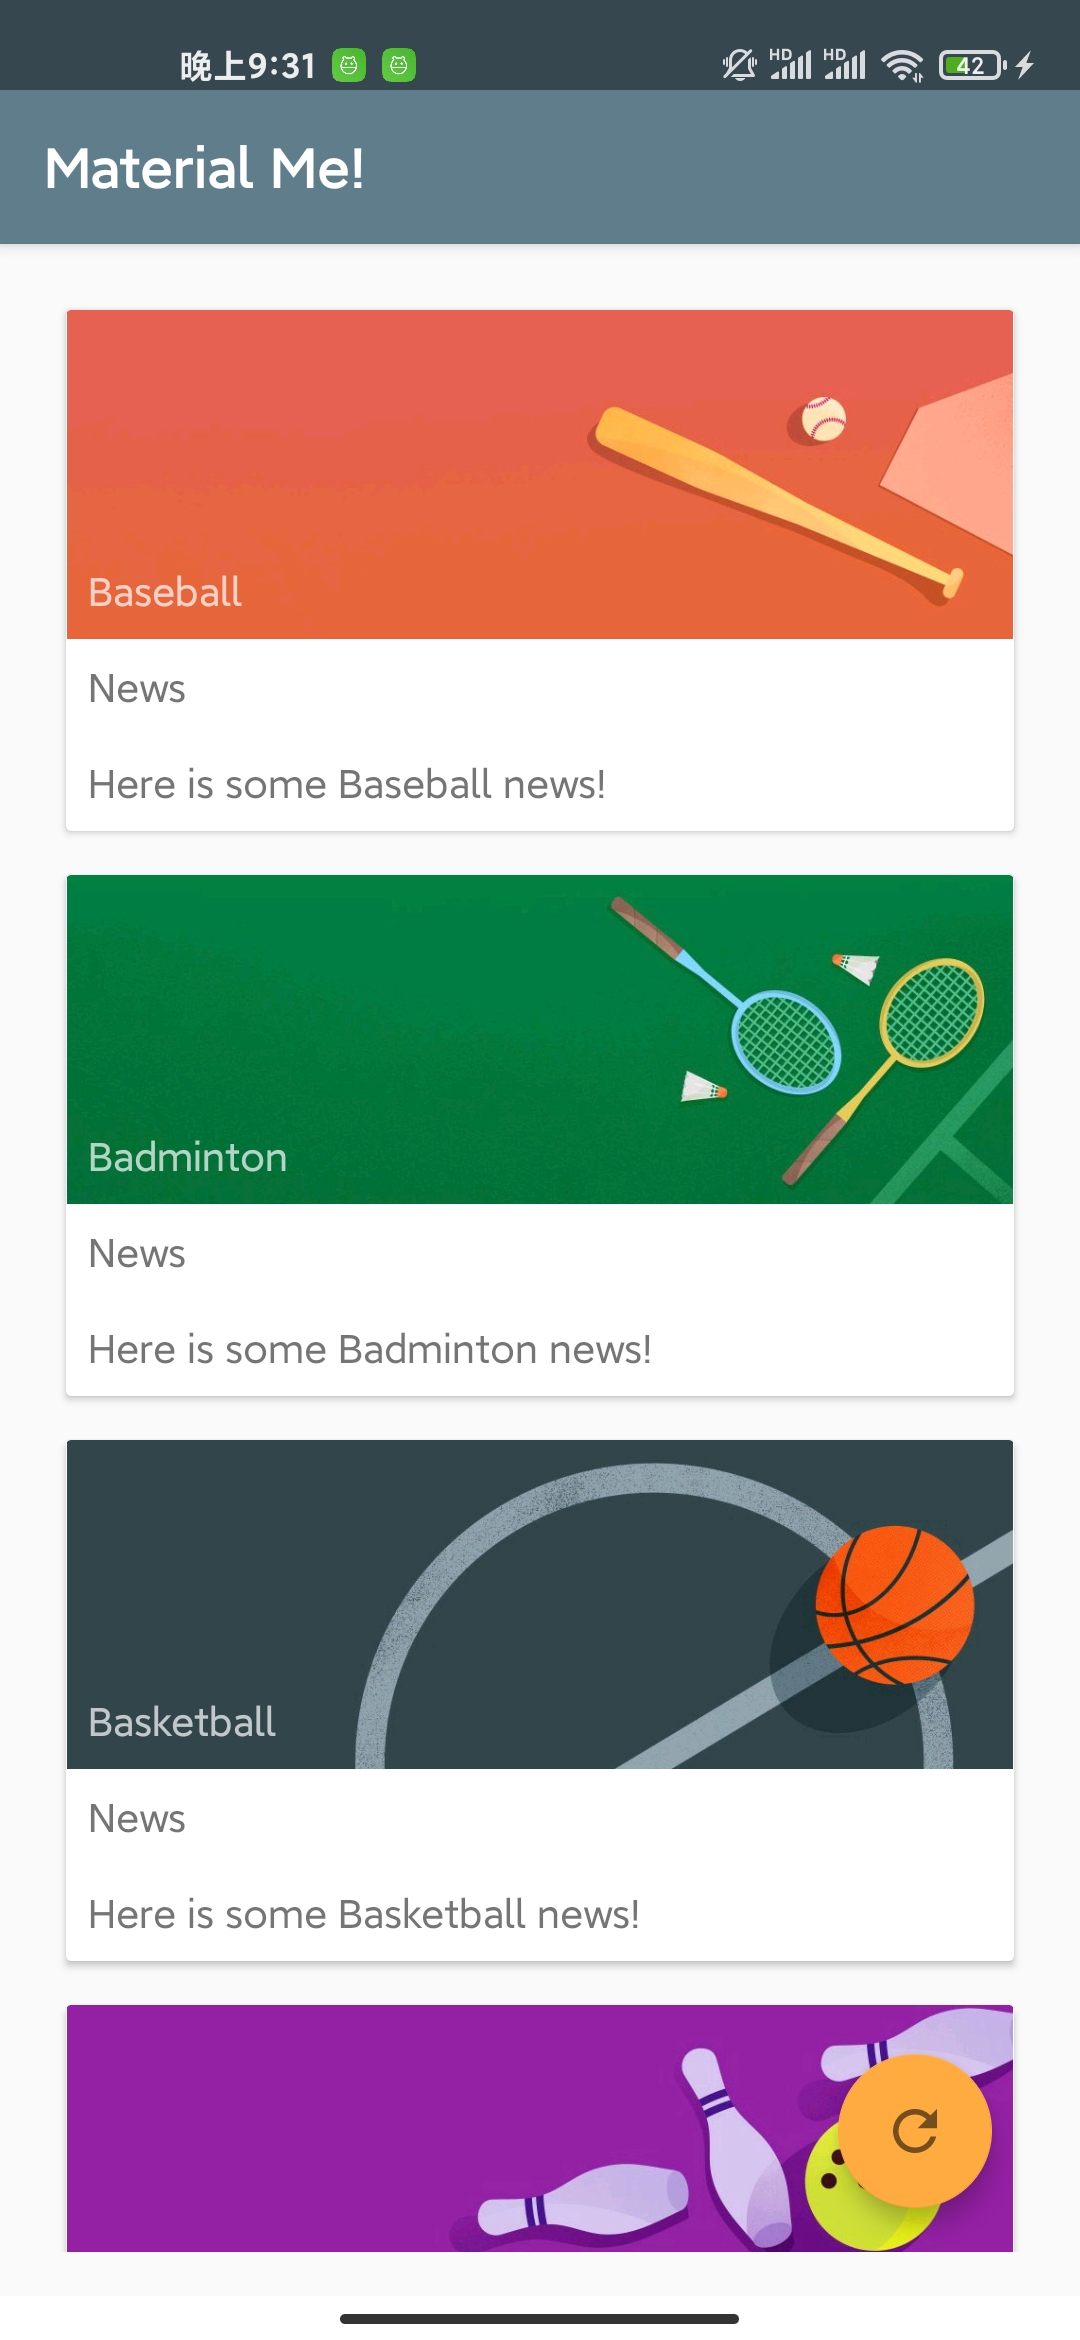 晚上9:31 HD HD 42
Material Me!
Baseball
News
Here is some Baseball news!
Badminton
News
Here is some Badminton news!
Basketball
News
Here is some Basketball news!